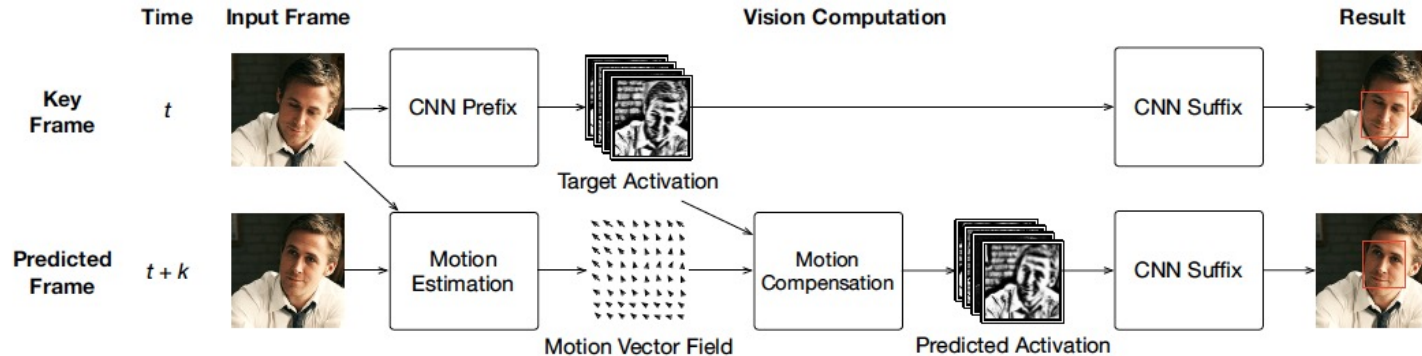 Time
Input Frame
Vision Computation
Result
Key
Frame
t
CNN Prefix
Target Activation
CNN Suffix
Predicted
Frame
t + k
Motion
Estimation
Motion Vector Field
Motion
Compensation
Predicted Activation
CNN Suffix